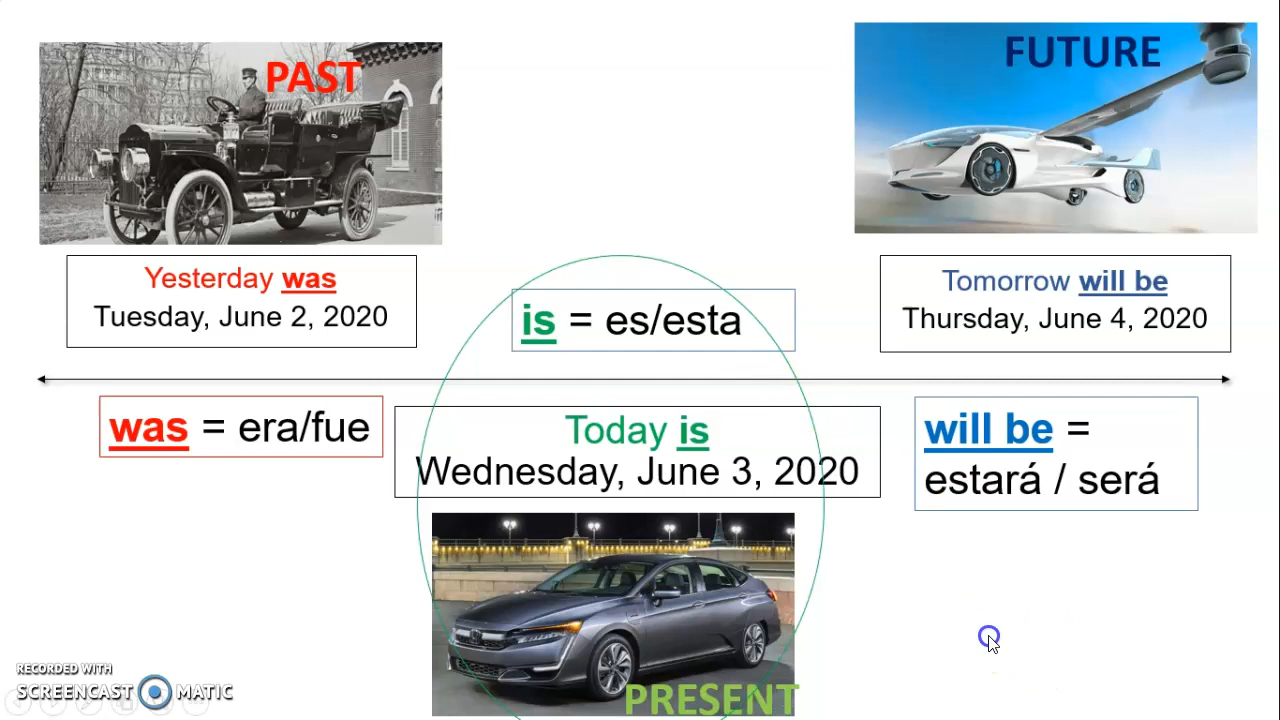 PAST
FUTURE
Yesterday was
Tuesday, June 2, 2020
is = es/esta
Tomorrow will be
Thursday, June 4, 2020
was = era/fue
Today is
Wednesday, June 3, 2020
will be =
estará / será
PRESENT
RECORDED WITH
SCREENCAST MATIC